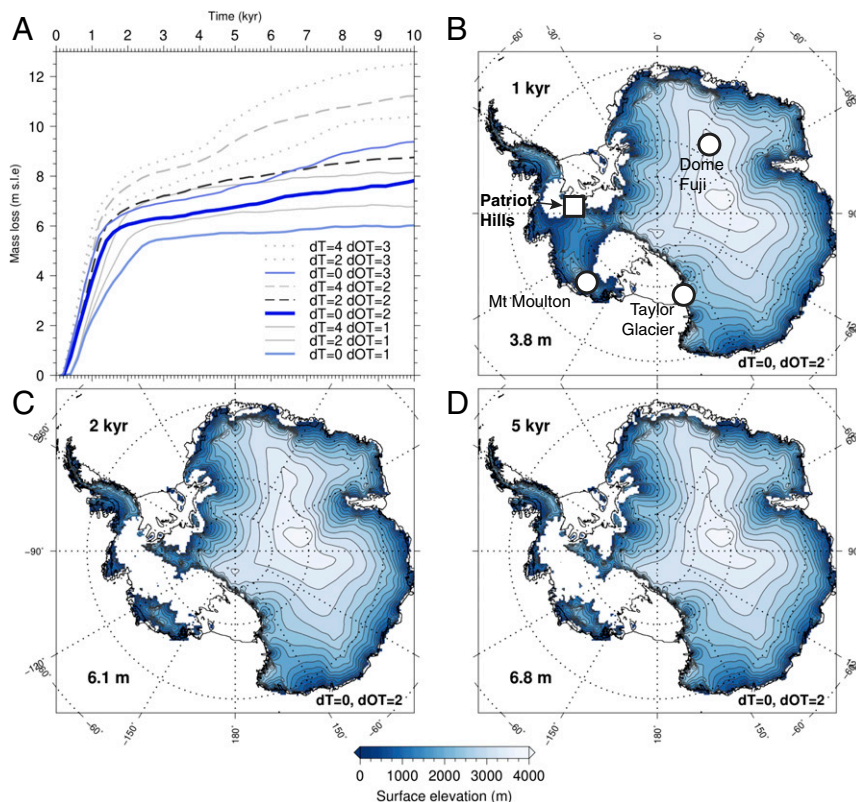 A
Time (kyr)
0 1 2 3 4 5 6 7 8 9 10
Mass loss (m s.l.e)
12
10
8
6
4
2
0
dT=4 dOT=3
dT=2 dOT=3
dT=0 dOT=3
dT=4 dOT=2
dT=2 dOT=2
dT=0 dOT=2
dT=4 dOT=1
dT=2 dOT=1
dT=0 dOT=1
B
−60˚ −30˚ 0 30˚
1 kyr
Dome
Fuji
Patriot
Hills
90˚
Mt Moulton
Taylor
Glacier
3.8 m
dT=0, dOT=2
C
2 kyr
−90˚
6.1 m
dT=0, dOT=2
−60˚ −150˚ 180˚ 150˚
D
5 kyr
90˚
6.8 m
dT=0, dOT=2
−60˚ −150˚ 180˚ 150˚
0 1000 2000 3000 4000
Surface elevation (m)